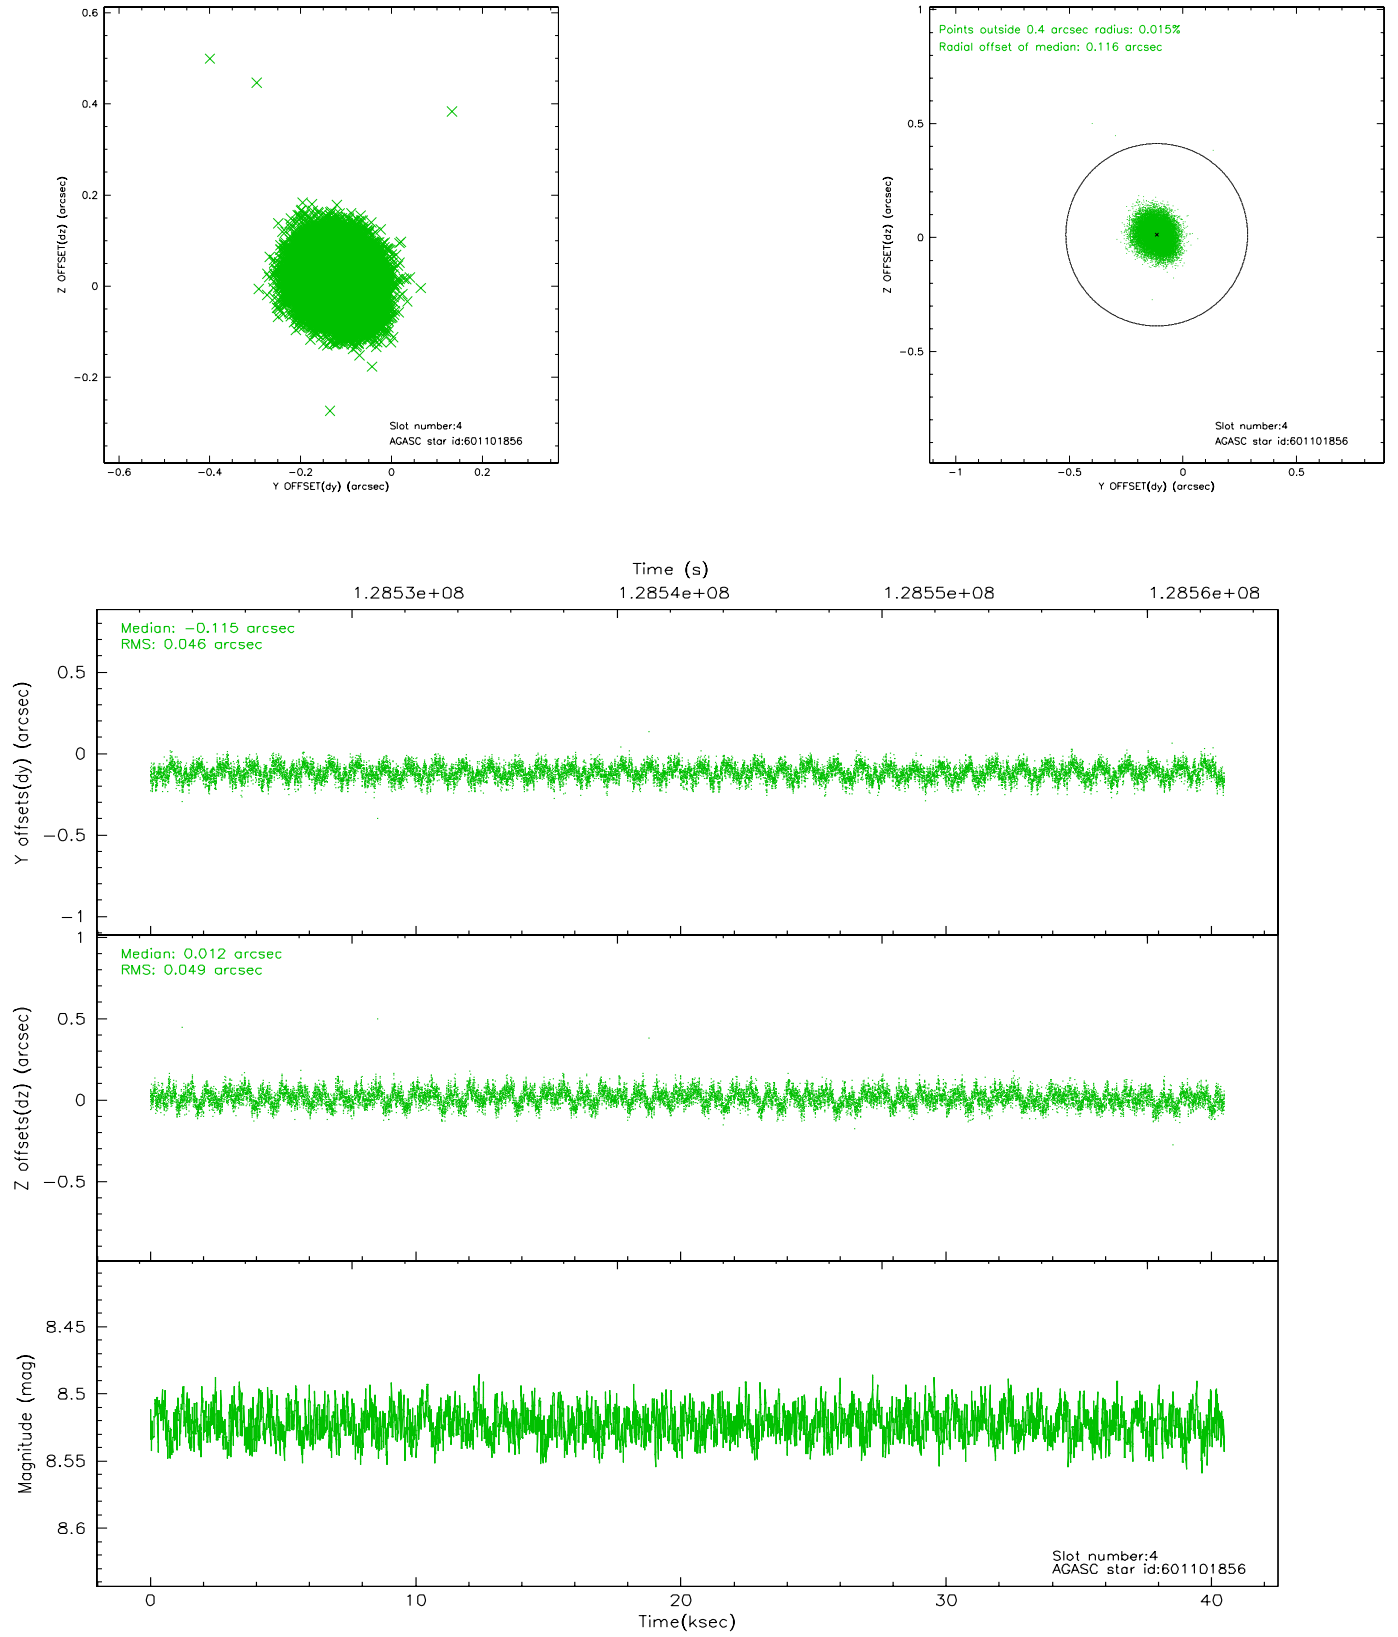 0.6
0.4
0.2
0
−0.2
Z OFFSET(dz) (arcsec)
−0.6 −0.4 −0.2 0 0.2
Y OFFSET(dy) (arcsec)
Slot number:4
AGASC star id:601101856
Points outside 0.4 arcsec radius: 0.015%
Radial offset of median: 0.116 arcsec
1
0.5
0
−0.5
Z OFFSET(dz) (arcsec)
−1 −0.5 0 0.5
Y OFFSET(dy) (arcsec)
Slot number:4
AGASC star id:601101856
Time (s)
1.2853e+08 1.2854e+08 1.2855e+08 1.2856e+08
Median: −0.115 arcsec
RMS: 0.046 arcsec
0.5
0
−0.5
−1
Y offsets(dy) (arcsec)
Median: 0.012 arcsec
RMS: 0.049 arcsec
1
0.5
0
−0.5
Z offsets(dz) (arcsec)
8.45
8.5
8.55
8.6
Magnitude (mag)
Slot number:4
AGASC star id:601101856
0 10 20 30 40
Time(ksec)